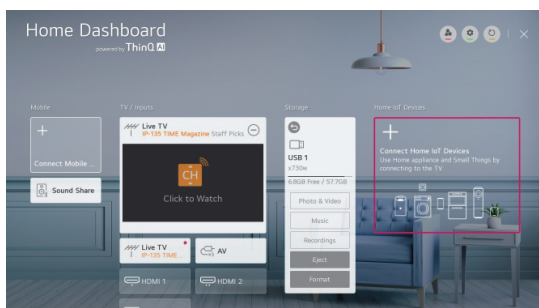 Home Dashboard
powered by ThinQ AI
Mobile
Connect Mobile ...
Sound Share
TV / Inputs
Live TV
IP-135 TIME Magazine Staff Picks
CH
Click to Watch
Live TV
IP-135 TIME...
AV
HDMI 1
HDMI 2
Storage
USB 1
x730w
6.8GB Free / 57.7GB
Photo & Video
Music
Recordings
Eject
Format
Home IoT Devices
Connect Home IoT Devices
Use Home appliance and Small Things by
connecting to the TV.